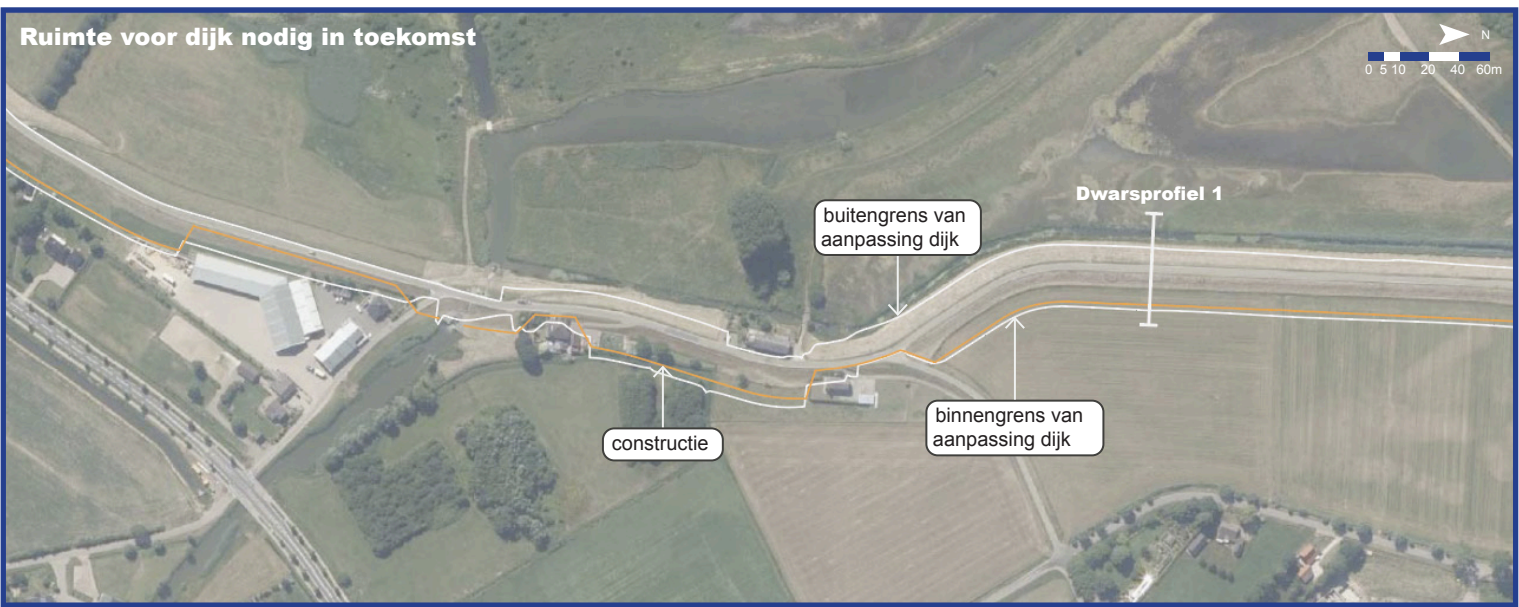 Ruimte voor dijk nodig in toekomst
N
0 5 10 20 40 60m
Dwarsprofiel 1
buitengrens van
aanpassing dijk
binnengrens van
aanpassing dijk
constructie